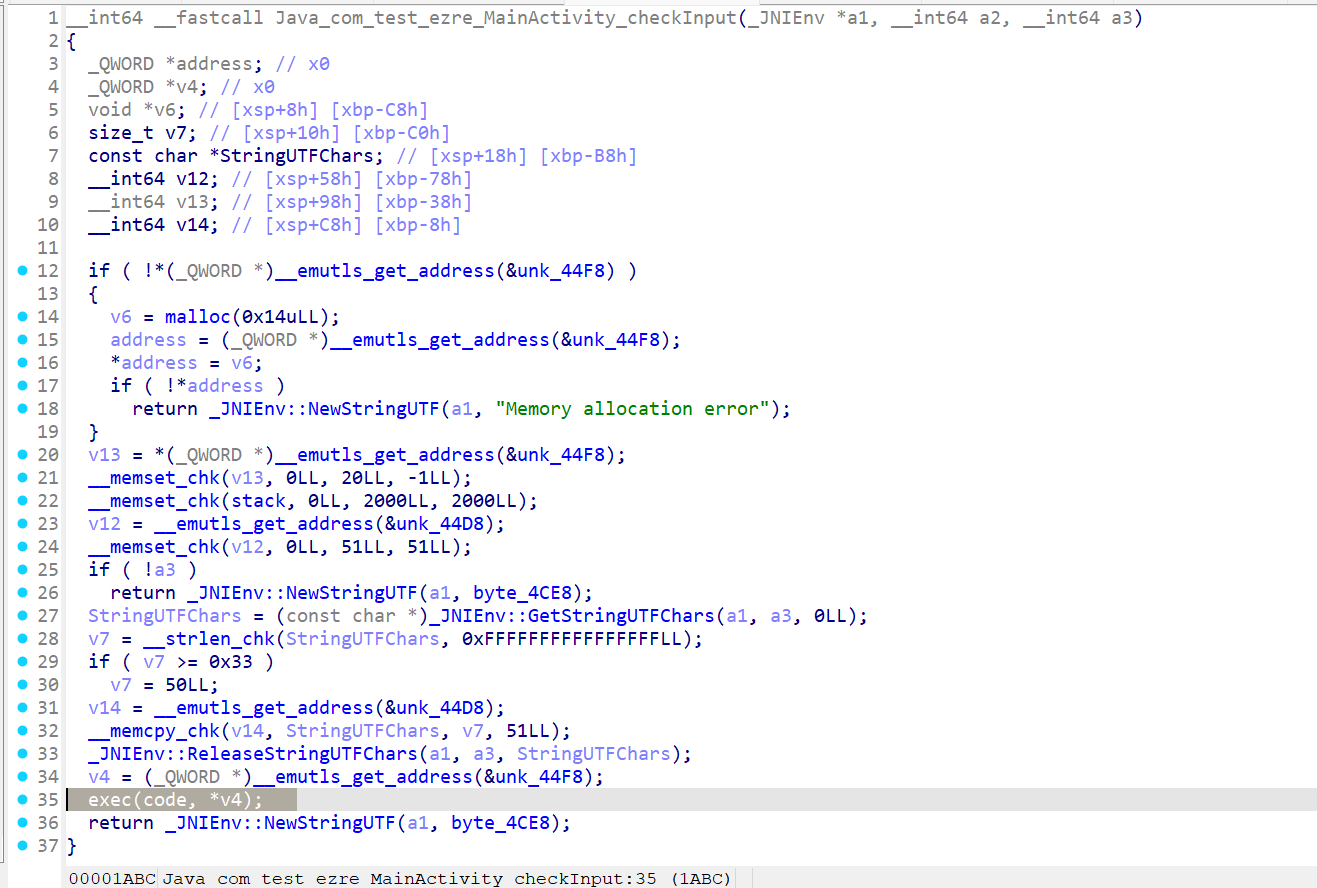 1 __int64 __fastcall Java_com_test_ezre_MainActivity_checkInput(_JNIEnv *a1, __int64 a2, __int64 a3)
2 {
3   _QWORD *address; // x0
4   _QWORD *v4; // x0
5   void *v6; // [xsp+8h] [xbp-C8h]
6   size_t v7; // [xsp+10h] [xbp-C0h]
7   const char *StringUTFChars; // [xsp+18h] [xbp-B8h]
8   __int64 v12; // [xsp+58h] [xbp-78h]
9   __int64 v13; // [xsp+98h] [xbp-38h]
10   __int64 v14; // [xsp+C8h] [xbp-8h]
11
12   if ( !*(_QWORD *)__emutls_get_address(&unk_44F8) )
13   {
14     v6 = malloc(0x14uLL);
15     address = (_QWORD *)__emutls_get_address(&unk_44F8);
16     *address = v6;
17     if ( !*address )
18       return _JNIEnv::NewStringUTF(a1, "Memory allocation error");
19   }
20   v13 = *(_QWORD *)__emutls_get_address(&unk_44F8);
21   __memset_chk(v13, 0LL, 20LL, -1LL);
22   __memset_chk(stack, 0LL, 2000LL, 2000LL);
23   v12 = __emutls_get_address(&unk_44D8);
24   __memset_chk(v12, 0LL, 51LL, 51LL);
25   if ( !a3 )
26     return _JNIEnv::NewStringUTF(a1, byte_4CE8);
27   StringUTFChars = (const char *)_JNIEnv::GetStringUTFChars(a1, a3, 0LL);
28   v7 = __strlen_chk(StringUTFChars, 0xFFFFFFFFFFFFFFFFLL);
29   if ( v7 >= 0x33 )
30     v7 = 50LL;
31   v14 = __emutls_get_address(&unk_44D8);
32   __memcpy_chk(v14, StringUTFChars, v7, 51LL);
33   _JNIEnv::ReleaseStringUTFChars(a1, a3, StringUTFChars);
34   v4 = (_QWORD *)__emutls_get_address(&unk_44F8);
35   exec(code, *v4);
36   return _JNIEnv::NewStringUTF(a1, byte_4CE8);
37 }
00001ABC Java_com_test_ezre_MainActivity_checkInput:35 (1ABC)